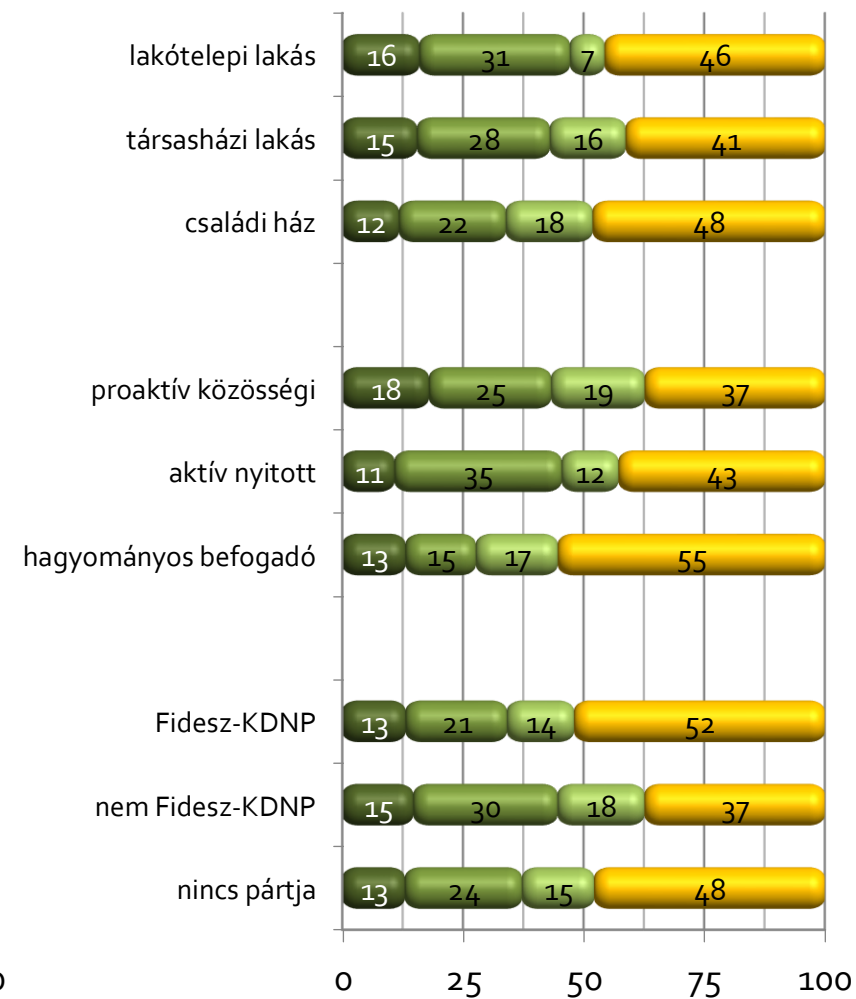 lakótelepi lakás 16 31 7 46
társasházi lakás 15 28 16 41
családi ház 12 22 18 48
proaktív közösségi 18 25 19 37
aktív nyitott 11 35 12 43
hagyományos befogadó 13 15 17 55
Fidesz-KDNP 13 21 14 52
nem Fidesz-KDNP 15 30 18 37
nincs pártja 13 24 15 48
0 0 25 50 75 100